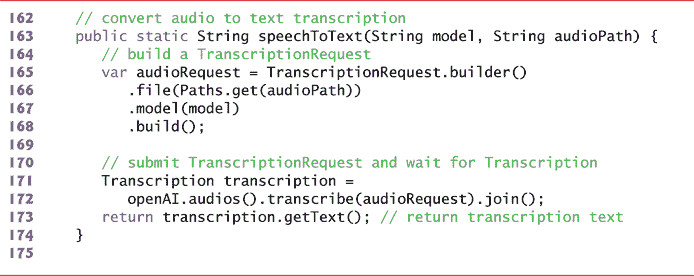 162 // convert audio to text transcription
163 public static String speechToText(String model, String audioPath) {
164 // build a TranscriptionRequest
165 var audioRequest = TranscriptionRequest.builder()
166 .file(Paths.get(audioPath))
167 .model(model)
168 .build();
169
170 // submit TranscriptionRequest and wait for Transcription
171 Transcription transcription =
172 openAI.audios().transcribe(audioRequest).join();
173 return transcription.getText(); // return transcription text
174 }
175